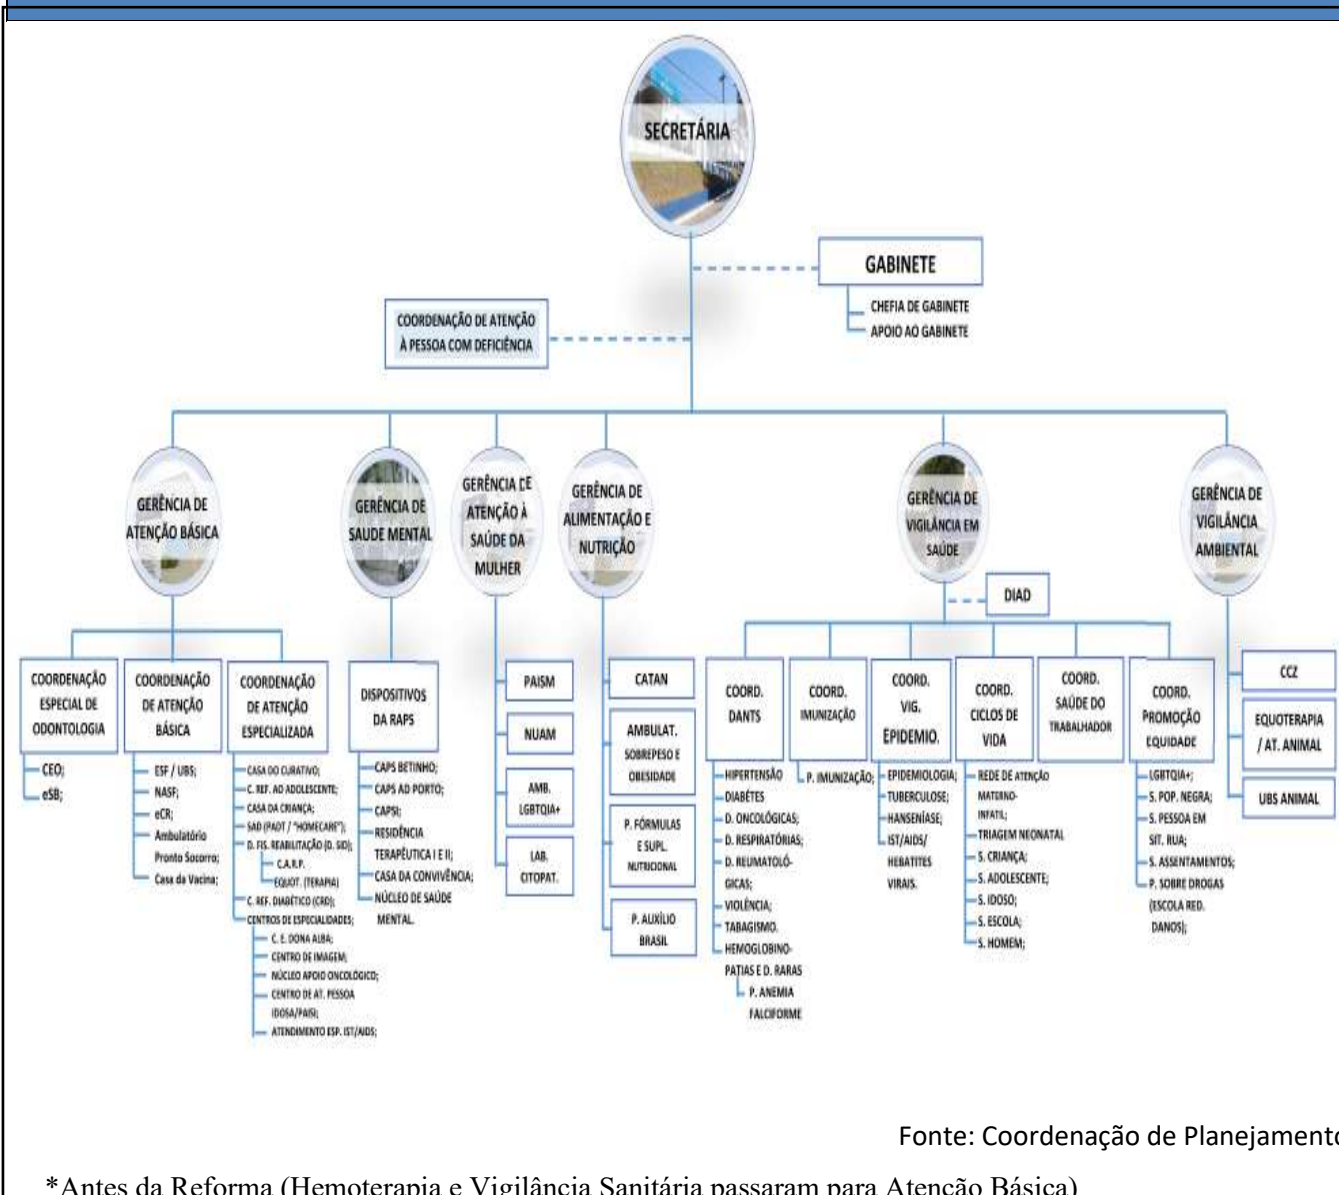 SECRETÁRIA
GABINETE
CHEFIA DE GABINETE
APOIO AO GABINETE
COORDENAÇÃO DE ATENÇÃO
À PESSOA COM DEFICIÊNCIA
GERÊNCIA DE
ATENÇÃO BÁSICA
GERÊNCIA DE
SAUDE MENTAL
GERÊNCIA DE
ATENÇÃO À
SAÚDE DA
MULHER
GERÊNCIA DE
ALIMENTAÇÃO E
NUTRIÇÃO
GERÊNCIA DE
VIGILÂNCIA EM
SAÚDE
GERÊNCIA DE
VIGILÂNCIA
AMBIENTAL
DIAD
COORDENAÇÃO
ESPECIAL DE
ODONTOLOGIA
CEO;
eSB;
COORDENAÇÃO
DE ATENÇÃO
BÁSICA
ESF / UBS;
NASF;
eCR;
Ambulatório
Pronto Socorro;
Casa da Vacina;
COORDENAÇÃO
DE ATENÇÃO
ESPECIALIZADA
CASA DO CURATIVO;
C. REF. AO ADOLESCENTE;
CASA DA CRIANÇA;
SAD (PADT / "HOMECARE");
D. FIS. REABILITAÇÃO (D. SID);
C.A.R.P.
EQUOT. (TERAPIA)
C. REF. DIABÉTICO (CRD);
CENTROS DE ESPECIALIDADES;
C. E. DONA ALBA;
CENTRO DE IMAGEM;
NÚCLEO APOIO ONCOLÓGICO;
CENTRO DE AT. PESSOA
IDOSA/PAISI;
ATENDIMENTO ESP. IST/AIDS;
DISPOSITIVOS
DA RAPS
CAPS BETINHO;
CAPS AD PORTO;
CAPSI;
RESIDÊNCIA
TERAPÊUTICA I E II;
CASA DA CONVIVÊNCIA;
NÚCLEO DE SAÚDE
MENTAL.
PAISM
NUAM
AMB.
LGBTQIA+
LAB.
CITOPAT.
CATAN
AMBULAT.
SOBREPESO E
OBESIDADE
P. FÓRMULAS
E SUPL.
NUTRICIONAL
P. AUXÍLIO
BRASIL
COORD.
DANTS
HIPERTENSÃO
DIABÉTES
D. ONCOLÓGICAS;
D. RESPIRATÓRIAS;
D. REUMATOLÓ-
GICAS;
VIOLÊNCIA;
TABAGISMO.
HEMOGLOBINO-
PATIAS E D. RARAS
P. ANEMIA
FALCIFORME
COORD.
IMUNIZAÇÃO
P. IMUNIZAÇÃO;
COORD.
VIG.
EPIDEMIO.
EPIDEMIOLOGIA;
TUBERCULOSE;
HANSENÍASE;
IST/AIDS/
HEBATITES
VIRAIS.
COORD.
CICLOS DE
VIDA
REDE DE ATENÇÃO
MATERNO-
INFATIL;
TRIAGEM NEONATAL
S. CRIANÇA;
S. ADOLESCENTE;
S. IDOSO;
S. ESCOLA;
S. HOMEM;
COORD.
SAÚDE DO
TRABALHADOR
COORD.
PROMOÇÃO
EQUIDADE
LGBTQIA+;
S. POP. NEGRA;
S. PESSOA EM
SIT. RUA;
S. ASSENTAMENTOS;
P. SOBRE DROGAS
(ESCOLA RED.
DANOS);
CCZ
EQUOTERAPIA
/ AT. ANIMAL
UBS ANIMAL
Fonte: Coordenação de Planejamento
*Antes da Reforma (Hemoterapia e Vigilância Sanitária passaram para Atenção Básica)